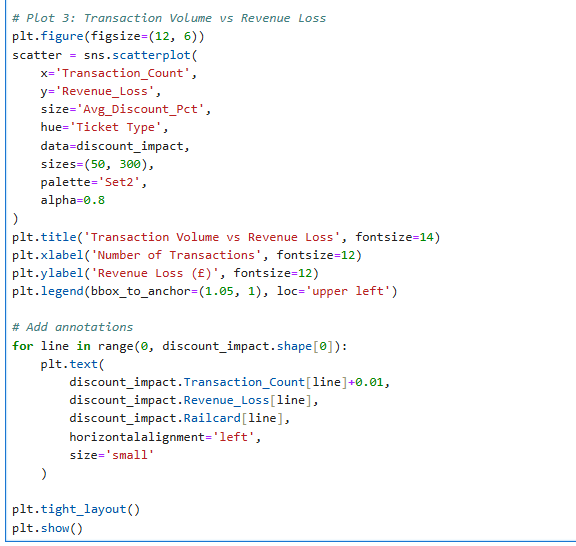 # Plot 3: Transaction Volume vs Revenue Loss
plt.figure(figsize=(12, 6))
scatter = sns.scatterplot(
    x='Transaction_Count',
    y='Revenue_Loss',
    size='Avg_Discount_Pct',
    hue='Ticket Type',
    data=discount_impact,
    sizes=(50, 300),
    palette='Set2',
    alpha=0.8
)
plt.title('Transaction Volume vs Revenue Loss', fontsize=14)
plt.xlabel('Number of Transactions', fontsize=12)
plt.ylabel('Revenue Loss (£)', fontsize=12)
plt.legend(bbox_to_anchor=(1.05, 1), loc='upper left')

# Add annotations
for line in range(0, discount_impact.shape[0]):
    plt.text(
        discount_impact.Transaction_Count[line]+0.01,
        discount_impact.Revenue_Loss[line],
        discount_impact.Railcard[line],
        horizontalalignment='left',
        size='small'
    )

plt.tight_layout()
plt.show()